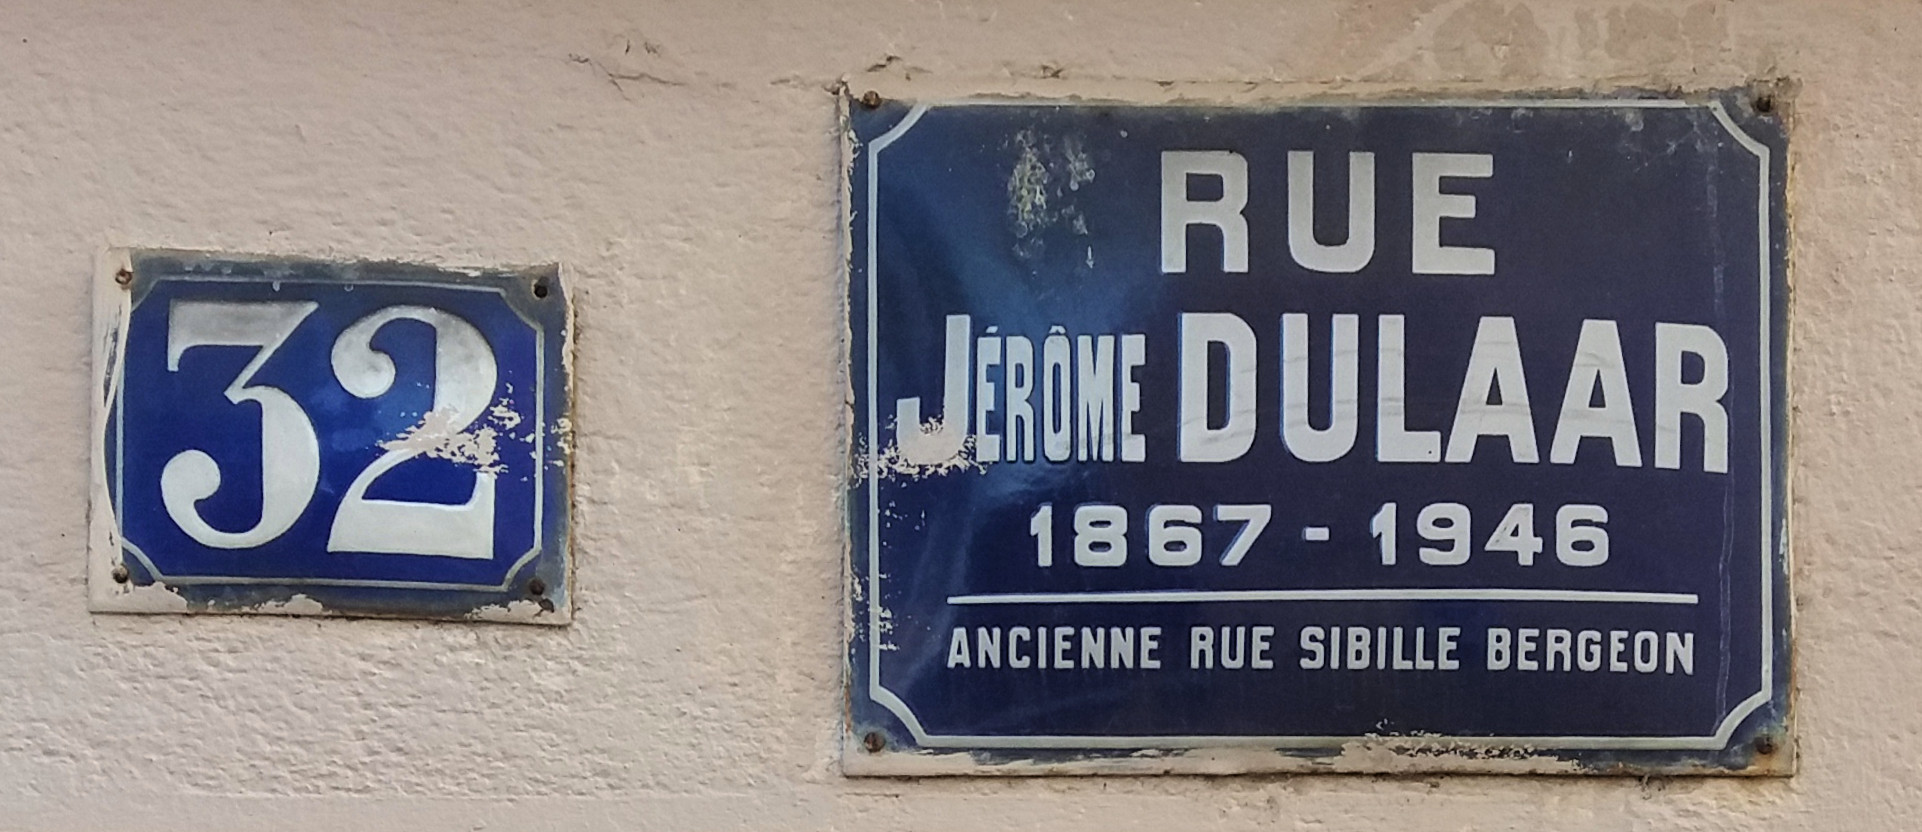 32
RUE
JÉRÔME DULAAR
1867 - 1946
ANCIENNE RUE SIBILLE BERGEON